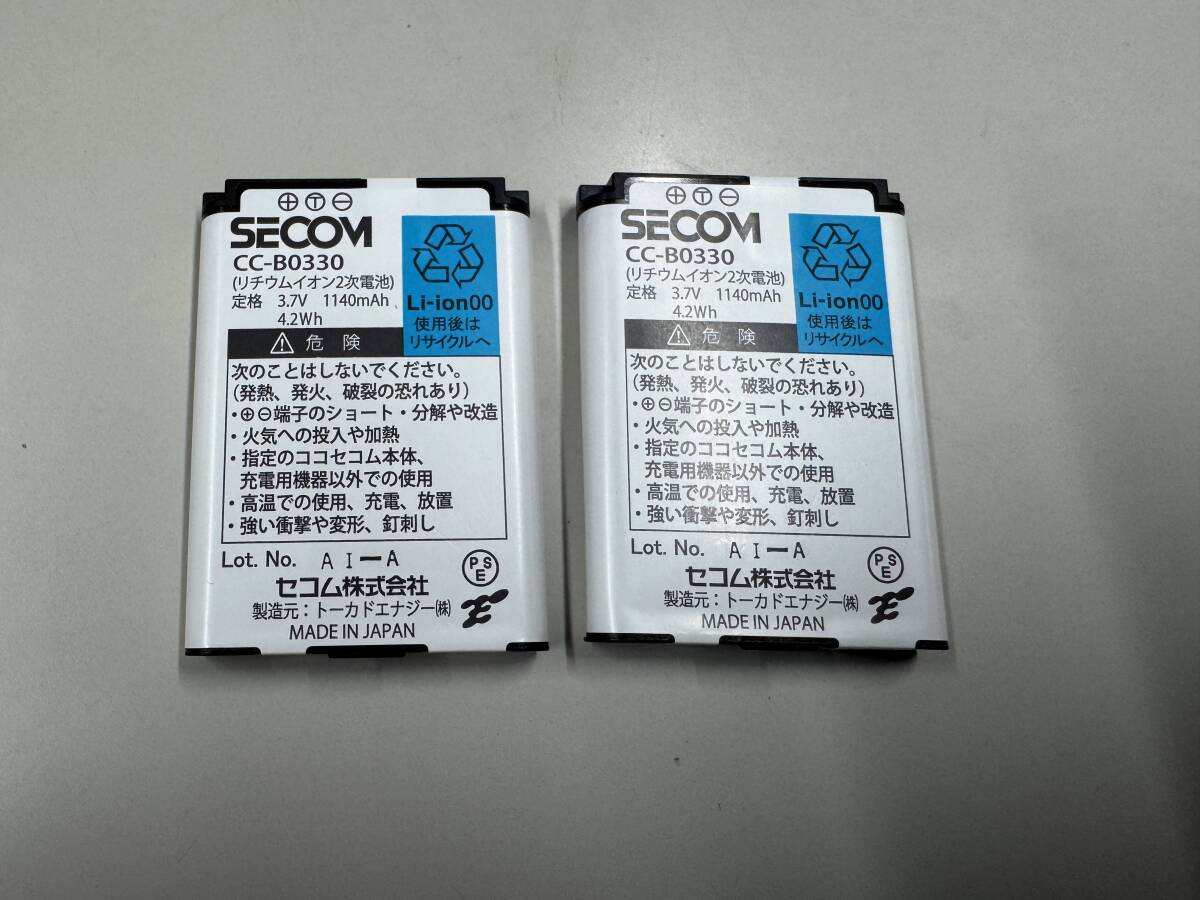 ⊕Ⓣ⊖
SECOM
CC-B0330
(リチウムイオン2次電池)
定格 3.7V 1140mAh
4.2Wh
Li-ion00
使用後は
リサイクルへ
⚠ 危険
次のことはしないでください。
(発熱、発火、破裂の恐れあり)
・⊕⊖端子のショート・分解や改造
・火気への投入や加熱
・指定のココセコム本体、
充電用機器以外での使用
・高温での使用、充電、放置
・強い衝撃や変形、釘刺し
Lot. No. A I ー A
PSE
セコム株式会社
製造元：トーカドエナジー㈱
MADE IN JAPAN
⊕Ⓣ⊖
SECOM
CC-B0330
(リチウムイオン2次電池)
定格 3.7V 1140mAh
4.2Wh
Li-ion00
使用後は
リサイクルへ
⚠ 危険
次のことはしないでください。
(発熱、発火、破裂の恐れあり)
・⊕⊖端子のショート・分解や改造
・火気への投入や加熱
・指定のココセコム本体、
充電用機器以外での使用
・高温での使用、充電、放置
・強い衝撃や変形、釘刺し
Lot. No. A I ー A
PSE
セコム株式会社
製造元：トーカドエナジー㈱
MADE IN JAPAN